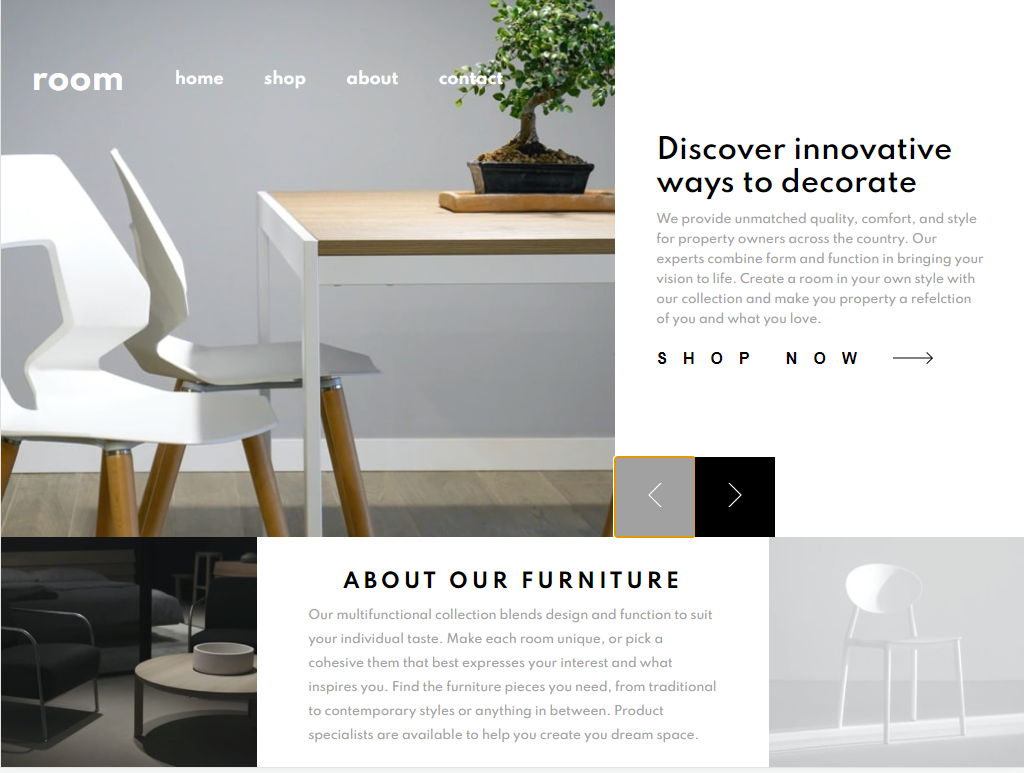 room
home shop about contact
Discover innovative
ways to decorate
We provide unmatched quality, comfort, and style
for property owners across the country. Our
experts combine form and function in bringing your
vision to life. Create a room in your own style with
our collection and make you property a refelction
of you and what you love.
SHOP NOW
ABOUT OUR FURNITURE
Our multifunctional collection blends design and function to suit
your individual taste. Make each room unique, or pick a
cohesive them that best expresses your interest and what
inspires you. Find the furniture pieces you need, from traditional
to contemporary styles or anything in between. Product
specialists are available to help you create you dream space.